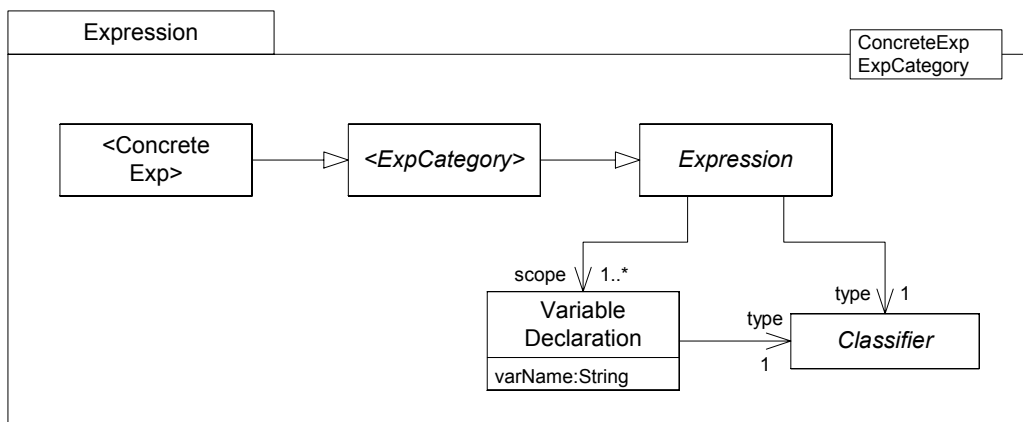 Expression
ConcreteExp
ExpCategory
<Concrete
Exp>
<ExpCategory>
Expression
scope
1..*
type
1
Variable
Declaration
varName:String
type
1
Classifier